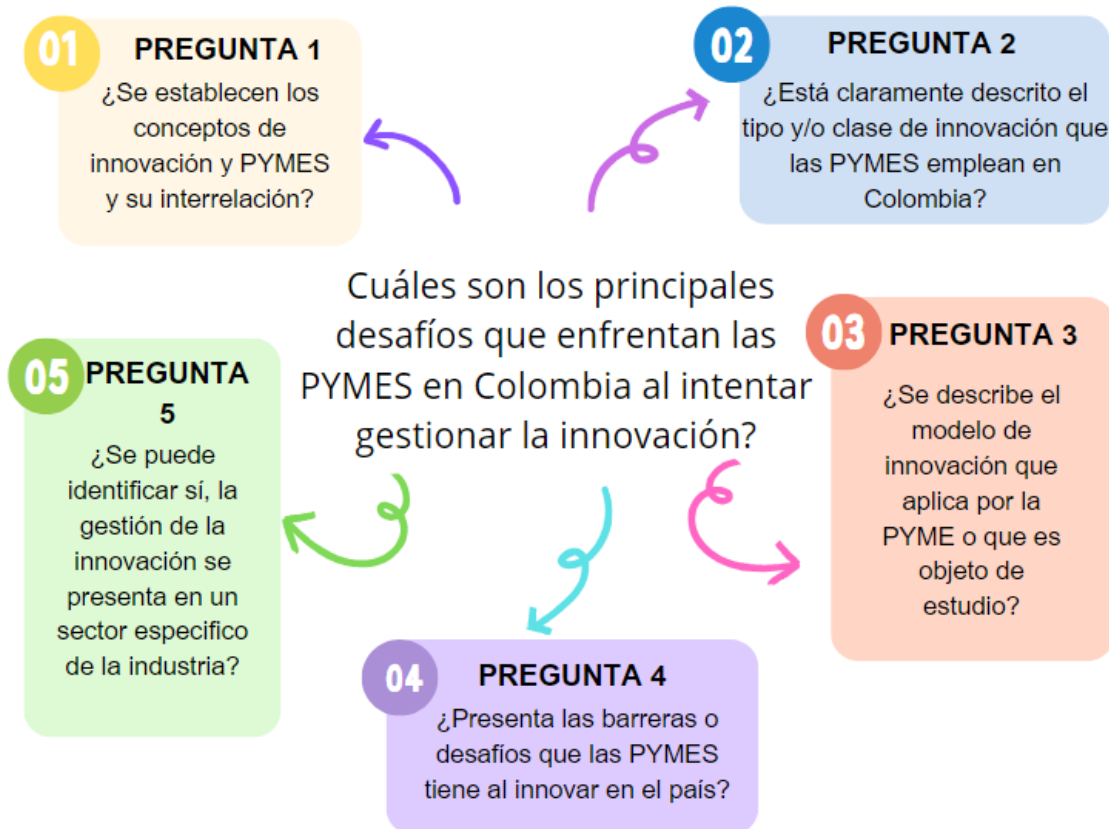 01
PREGUNTA 1
¿Se establecen los
conceptos de
innovación y PYMES
y su interrelación?
02
PREGUNTA 2
¿Está claramente descrito el
tipo y/o clase de innovación que
las PYMES emplean en
Colombia?
Cuáles son los principales
desafíos que enfrentan las
PYMES en Colombia al intentar
gestionar la innovación?
03
PREGUNTA 3
¿Se describe el
modelo de
innovación que
aplica por la
PYME o que es
objeto de
estudio?
05
PREGUNTA
5
¿Se puede
identificar sí, la
gestión de la
innovación se
presenta en un
sector especifico
de la industria?
04
PREGUNTA 4
¿Presenta las barreras o
desafíos que las PYMES
tiene al innovar en el país?